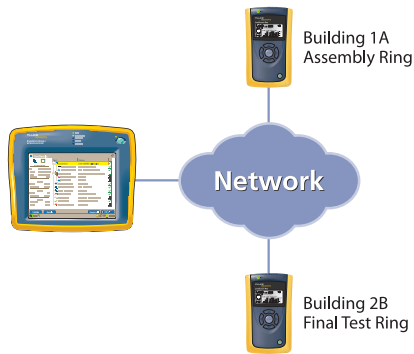 Building 1A
Assembly Ring
Network
Building 2B
Final Test Ring